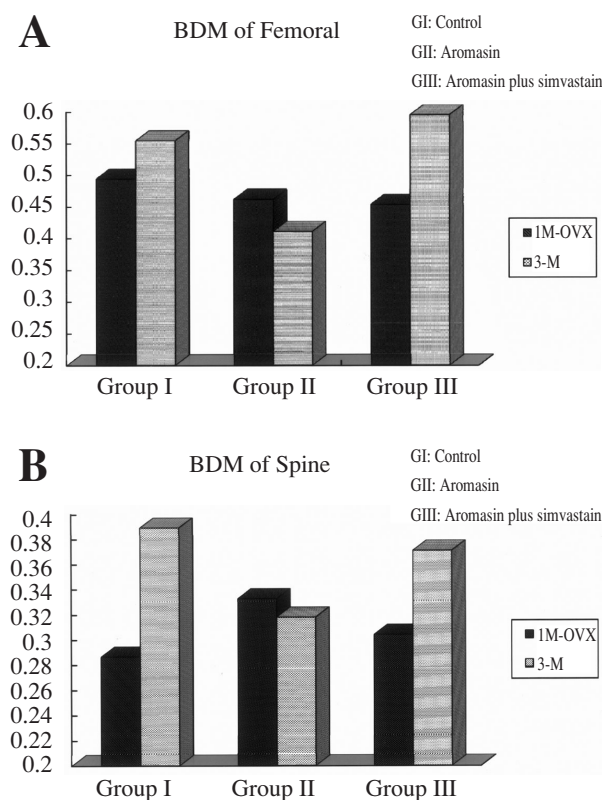 A
BDM of Femoral
GI: Control
GII: Aromasin
GIII: Aromasin plus simvastain
0.6
0.55
0.5
0.45
0.4
0.35
0.3
0.25
0.2
1M-OVX
3-M
Group I Group II Group III
B
BDM of Spine
GI: Control
GII: Aromasin
GIII: Aromasin plus simvastain
0.4
0.38
0.36
0.34
0.32
0.3
0.28
0.26
0.24
0.22
0.2
1M-OVX
3-M
Group I Group II Group III